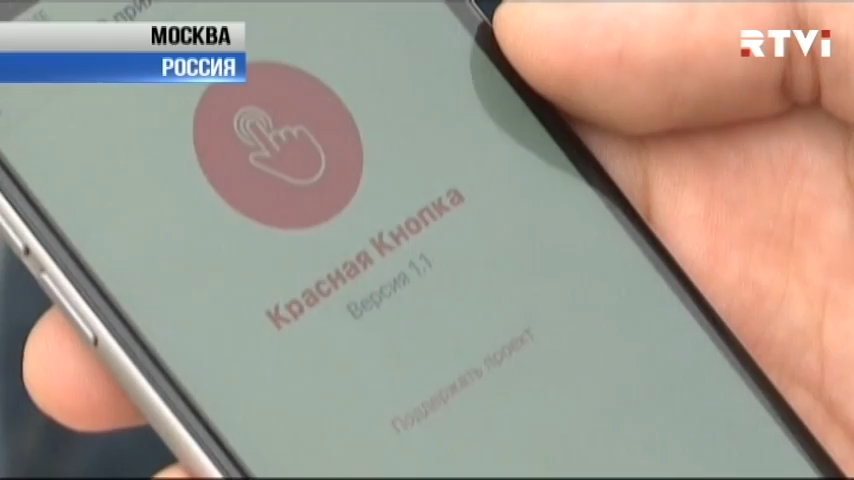 МОСКВА
РОССИЯ
RTVi
Красная Кнопка
Версия 1.1
Поддержать проект